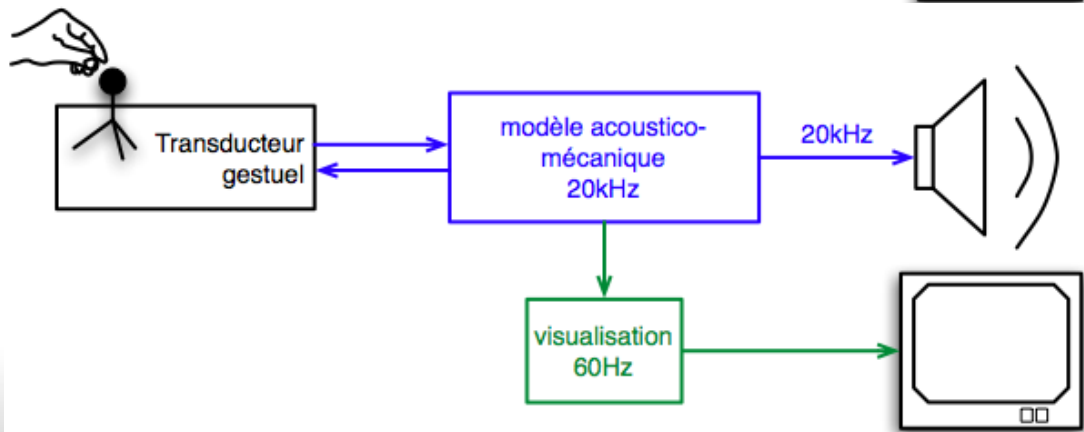 Transducteur
gestuel
modèle acoustico-
mécanique
20kHz
20kHz
visualisation
60Hz